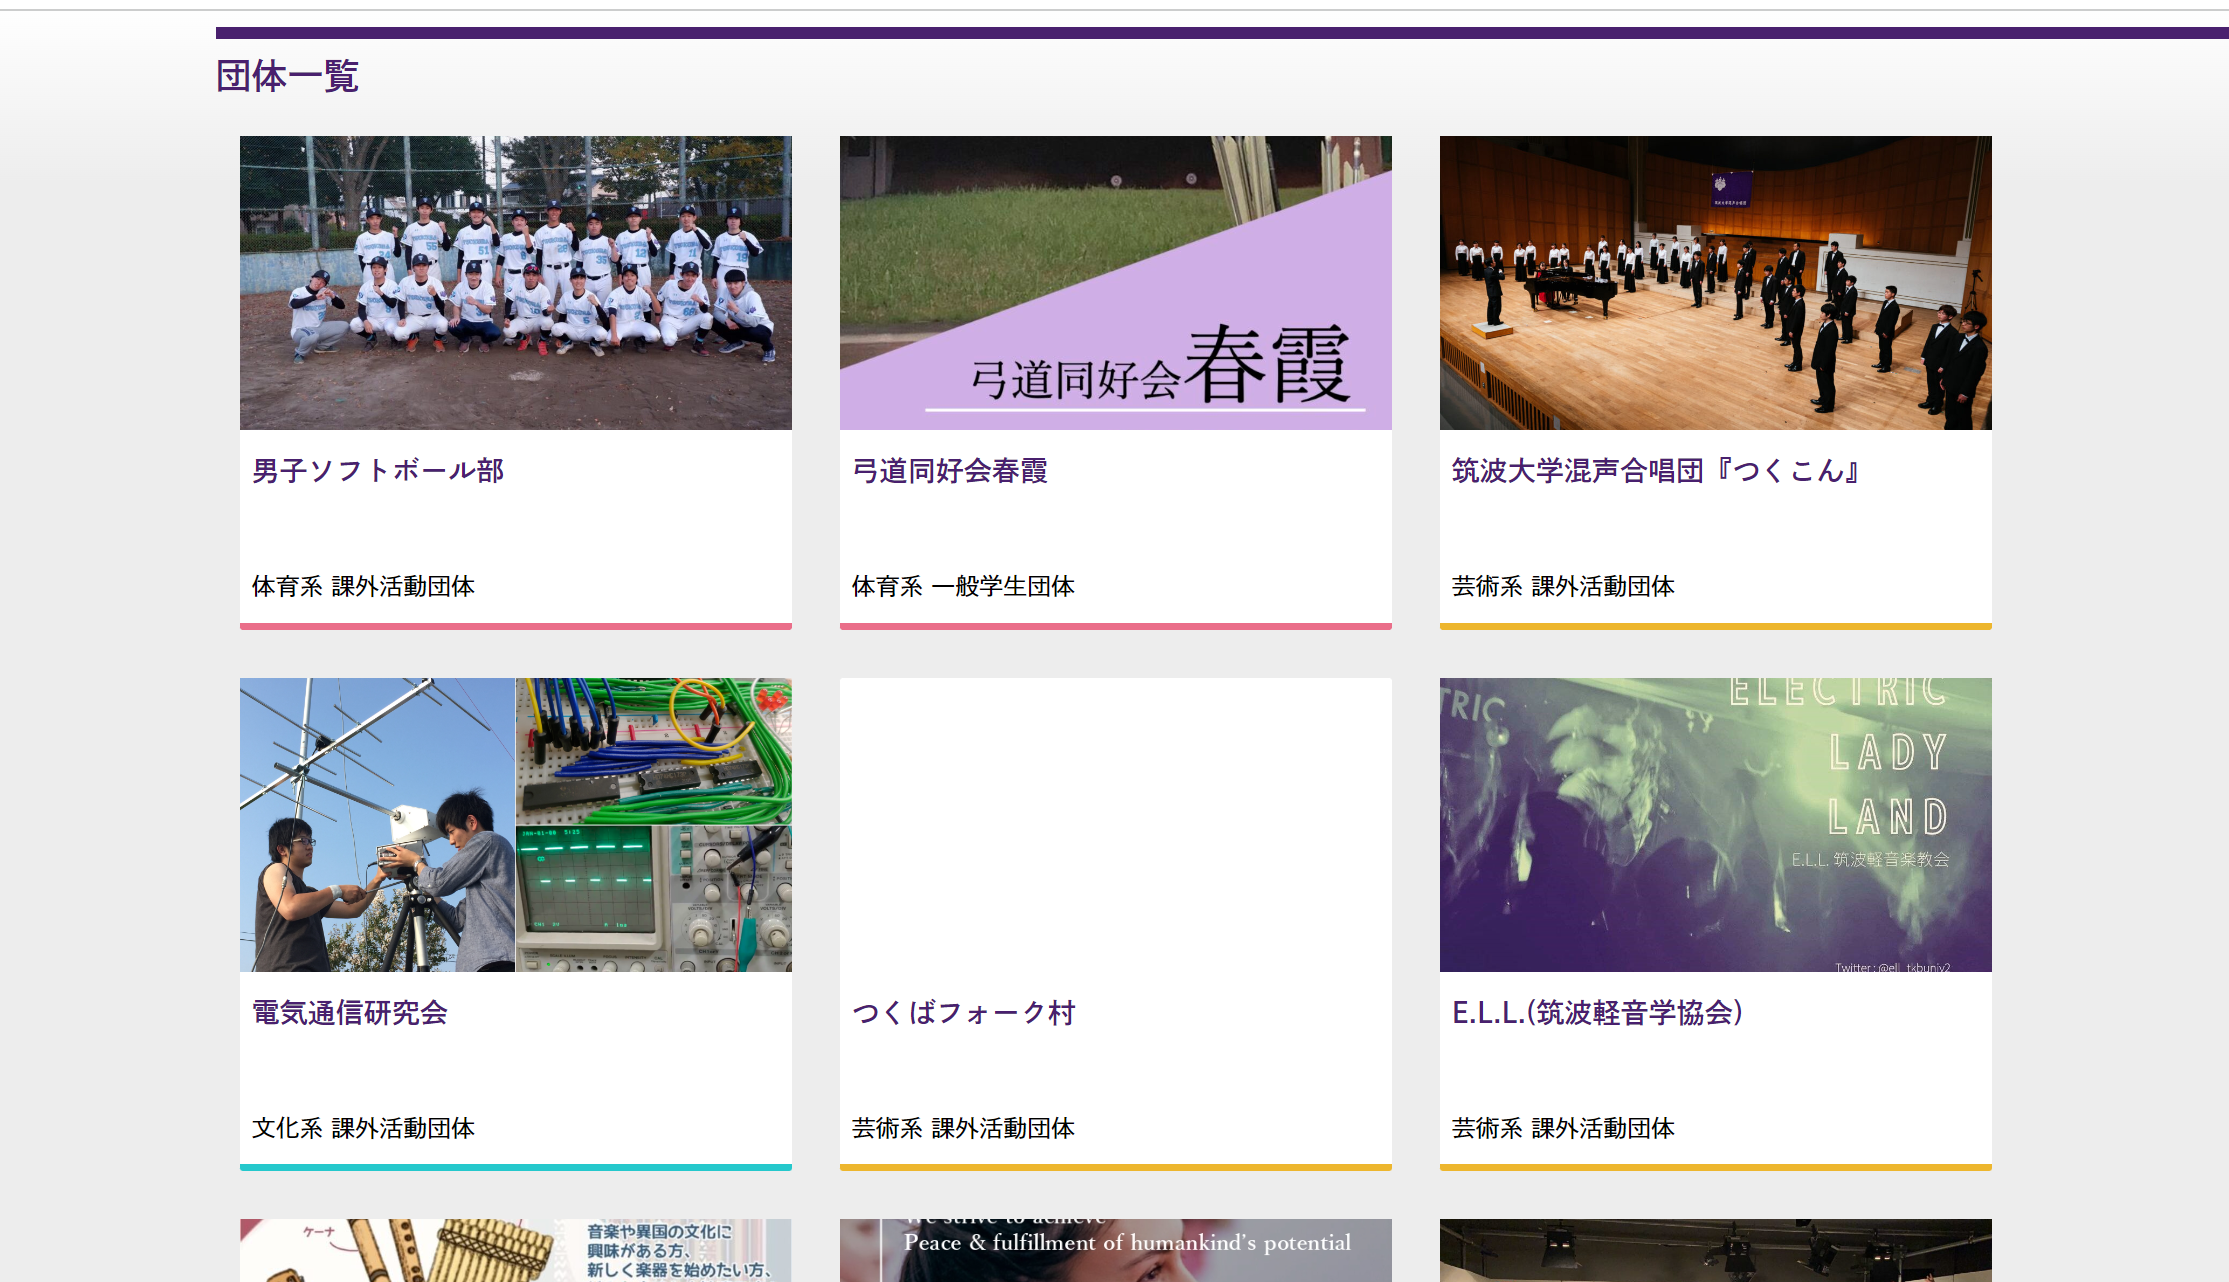 団体一覧
弓道同好会春霞
男子ソフトボール部
弓道同好会春霞
筑波大学混声合唱団『つくこん』
体育系 課外活動団体
体育系 一般学生団体
芸術系 課外活動団体
TRIC
ELECTRIC
LADY
LAND
E.L.L. 筑波軽音楽教会
Twitter : @ell_tkbuniv2
電気通信研究会
つくばフォーク村
E.L.L.(筑波軽音学協会)
文化系 課外活動団体
芸術系 課外活動団体
芸術系 課外活動団体
ケーナ
音楽や異国の文化に
興味がある方、
新しく楽器を始めたい方、
We strive to achieve
Peace & fulfillment of humankind's potential